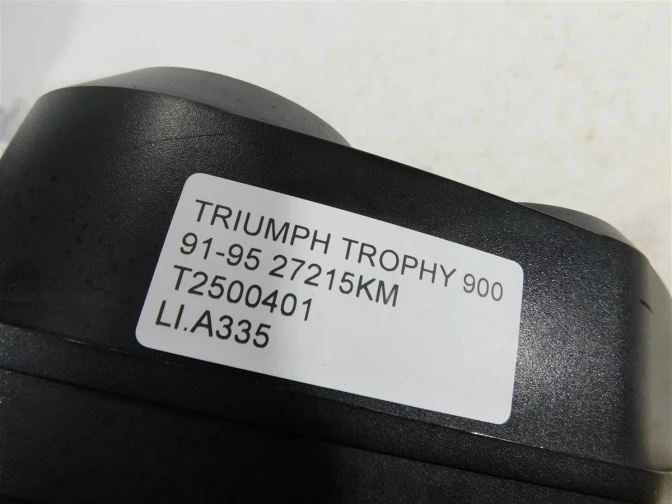 TRIUMPH TROPHY 900
91-95 27215KM
T2500401
LI.A335